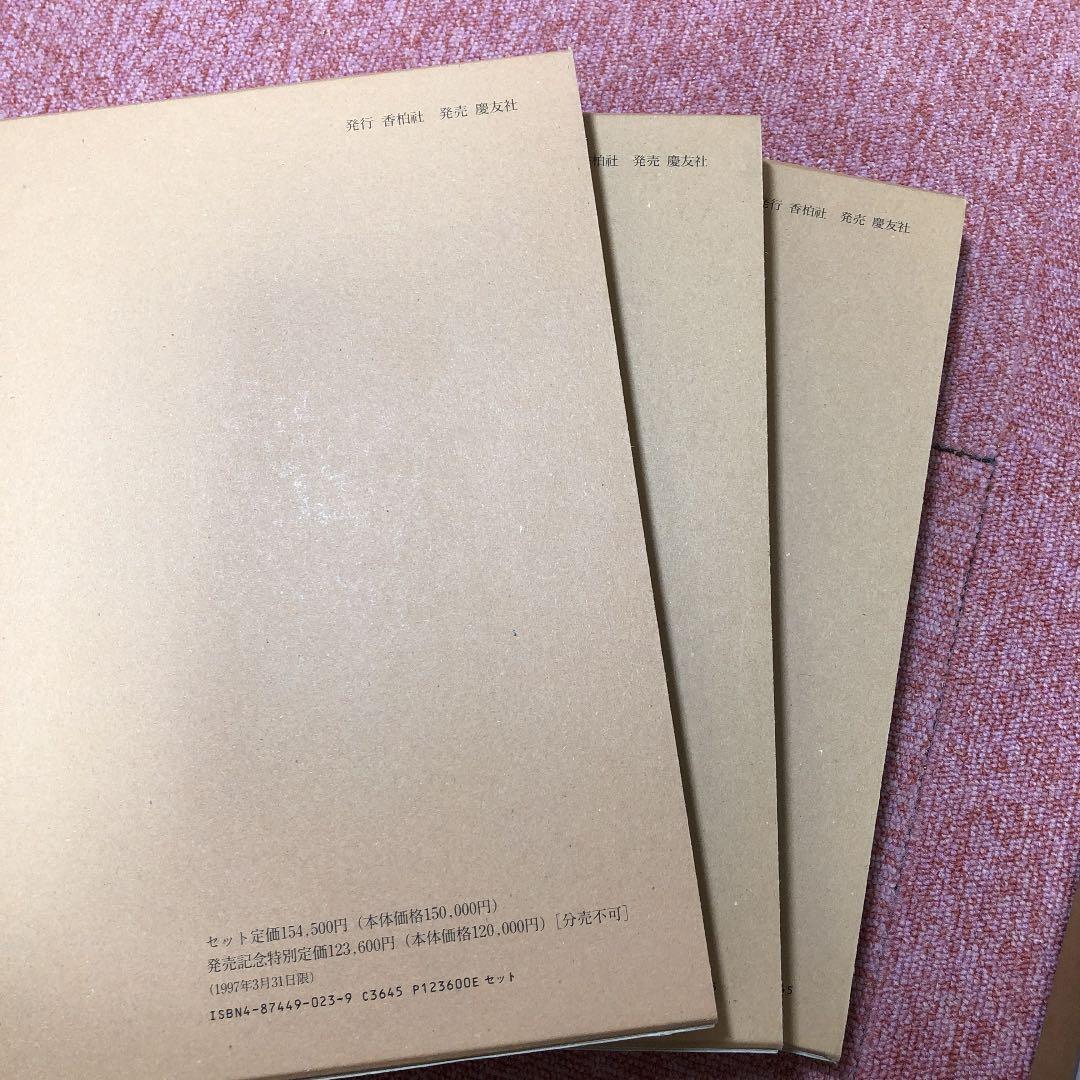 発行 香柏社 発売 慶友社
柏社 発売 慶友社
発行 香柏社 発売 慶友社
セット定価154,500円（本体価格150,000円）
発売記念特別定価123,600円（本体価格120,000円）［分売不可］
（1997年3月31日限）
ISBN4-87449-023-9 C3645 P123600E セット